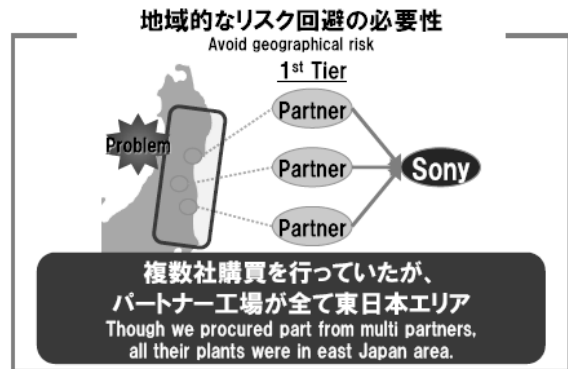 地域的なリスク回避の必要性
Avoid geographical risk
1st Tier
Partner
Problem
Partner
Sony
Partner
複数社購買を行っていたが、
パートナー工場が全て東日本エリア
Though we procured part from multi partners,
all their plants were in east Japan area.